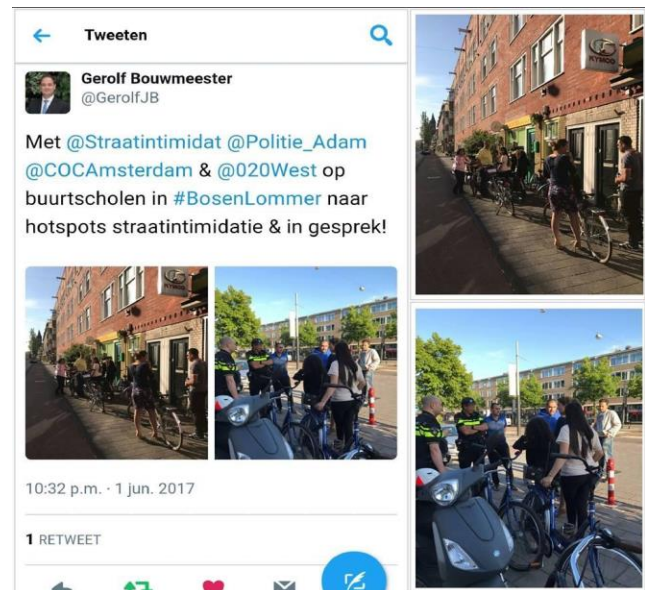 Tweeten
Gerolf Bouwmeester
@GerolfJB
Met @Straatintimidat @Politie_Adam
@COCAmsterdam & @020West op
buurtscholen in #BosenLommer naar
hotspots straatintimidatie & in gesprek!
KYMCO
10:32 p.m. · 1 jun. 2017
1 RETWEET
KYMCO